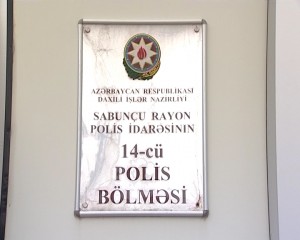 AZƏRBAYCAN RESPUBLİKASI
DAXİLİ İŞLƏR NAZİRLİYİ
SABUNÇU RAYON
POLİS İDARƏSİNİN
14-cü
POLİS
BÖLMƏSİ